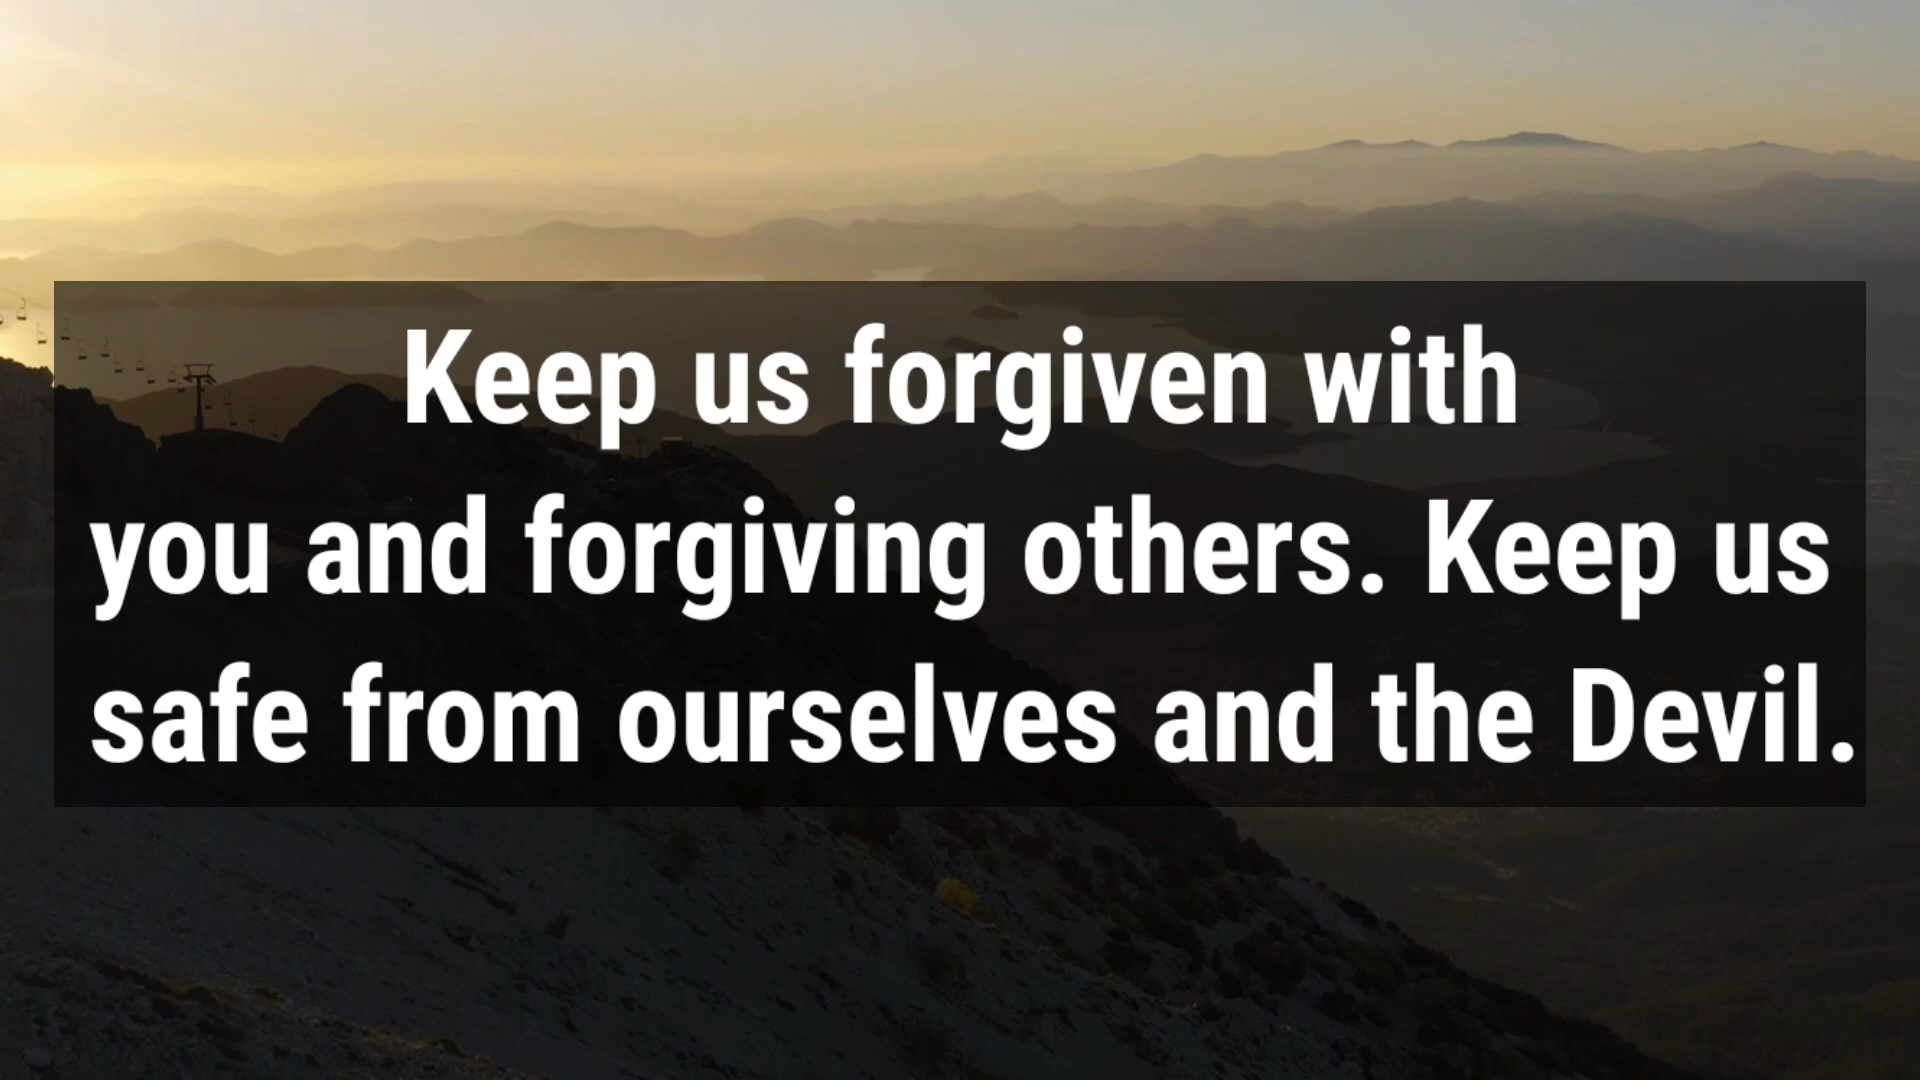 Keep us forgiven with
you and forgiving others. Keep us
safe from ourselves and the Devil.